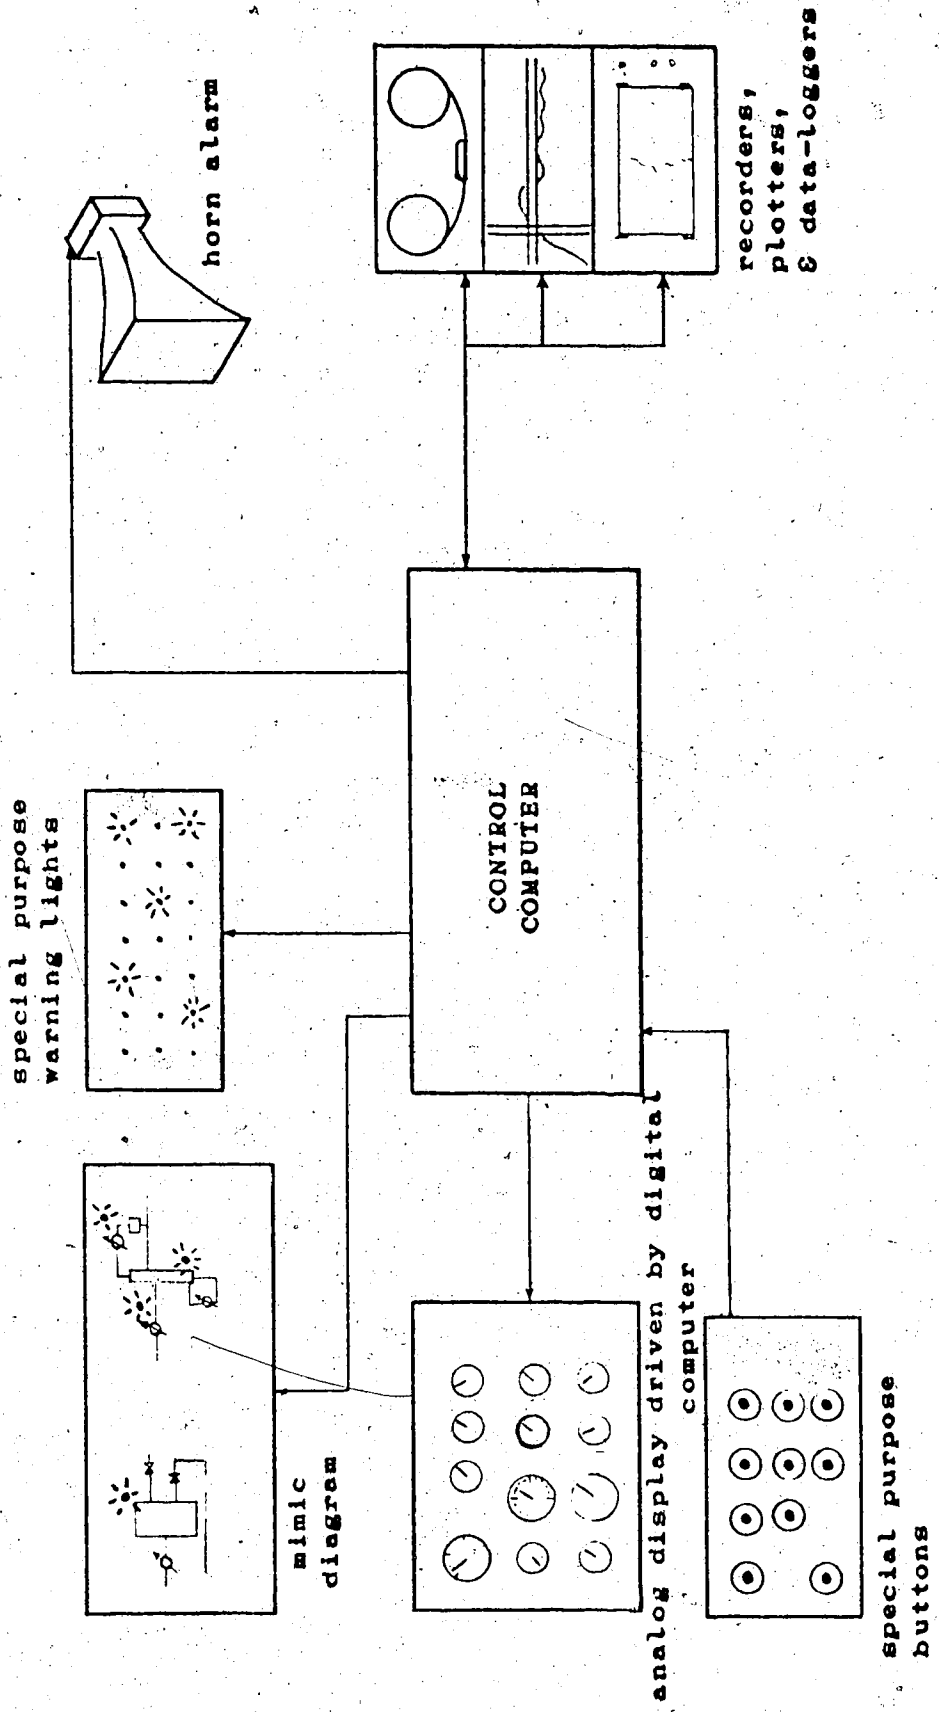 special purpose
warning lights
horn alarm
mimic
diagram
CONTROL
COMPUTER
recorders,
plotters,
& data-loggers
analog display driven by digital
computer
special purpose
buttons